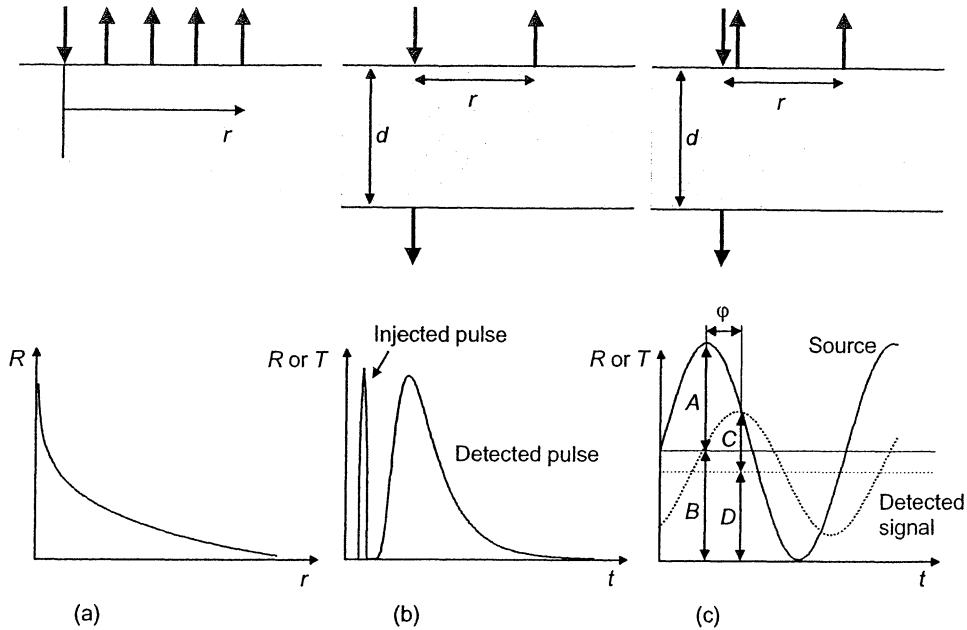 r
r
d
r
d
R
r
(a)
R or T
Injected pulse
Detected pulse
t
(b)
R or T
φ
Source
A
C
B
D
Detected
signal
t
(c)